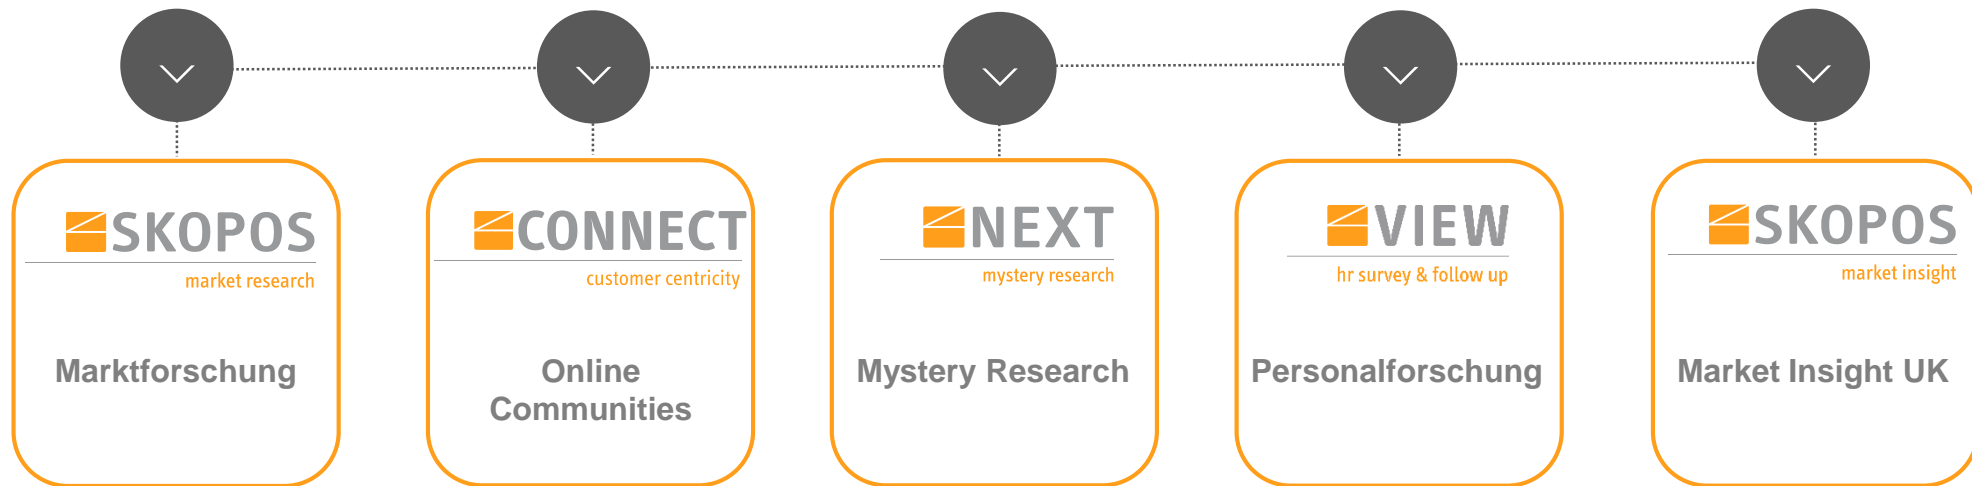 SKOPOS
market research
Marktforschung
CONNECT
customer centricity
Online
Communities
NEXT
mystery research
Mystery Research
VIEW
hr survey & follow up
Personalforschung
SKOPOS
market insight
Market Insight UK